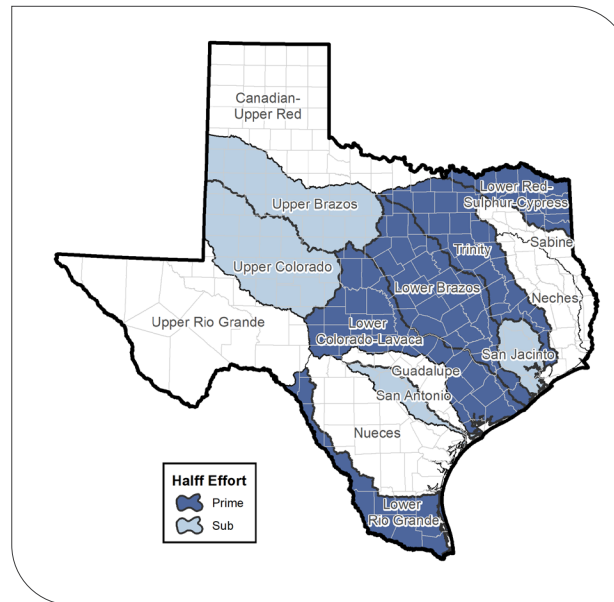 Canadian-
Upper Red
Lower Red-
Sulphur-Cypress
Upper Brazos
Sabine
Trinity
Upper Colorado
Lower Brazos
Neches
Upper Rio Grande
Lower
Colorado-Lavaca
San Jacinto
Guadalupe
San Antonio
Nueces
Lower
Rio Grande
Halff Effort
Prime
Sub